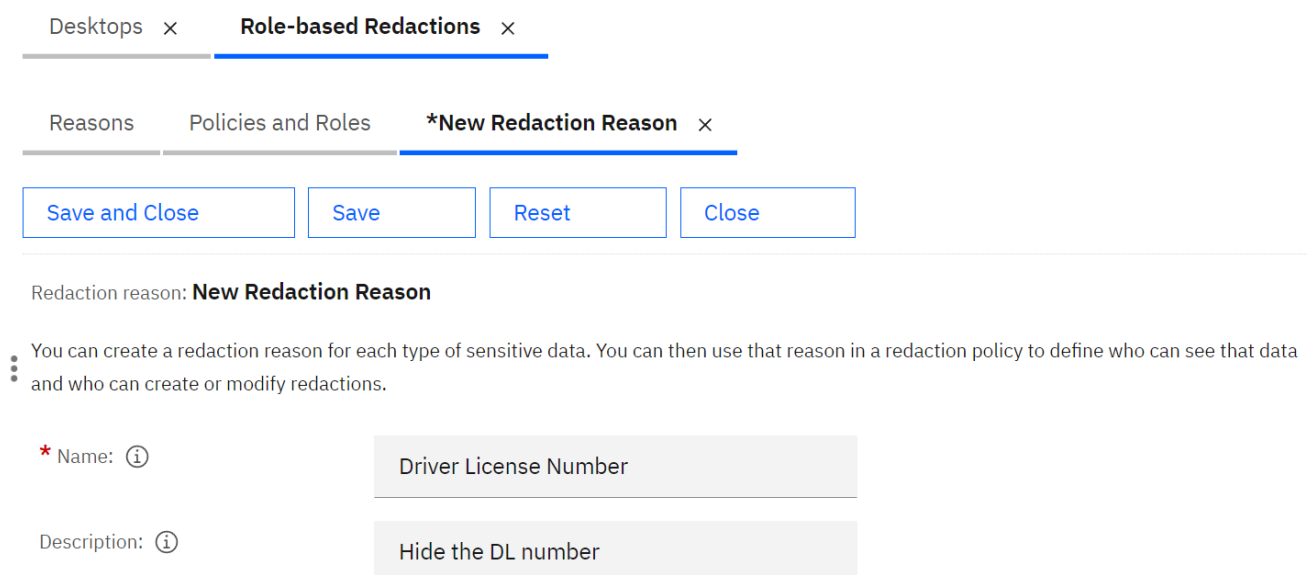 Desktops ×
Role-based Redactions ×
Reasons
Policies and Roles
*New Redaction Reason ×
Save and Close
Save
Reset
Close
Redaction reason: New Redaction Reason
You can create a redaction reason for each type of sensitive data. You can then use that reason in a redaction policy to define who can see that data
and who can create or modify redactions.
* Name:
Driver License Number
Description:
Hide the DL number